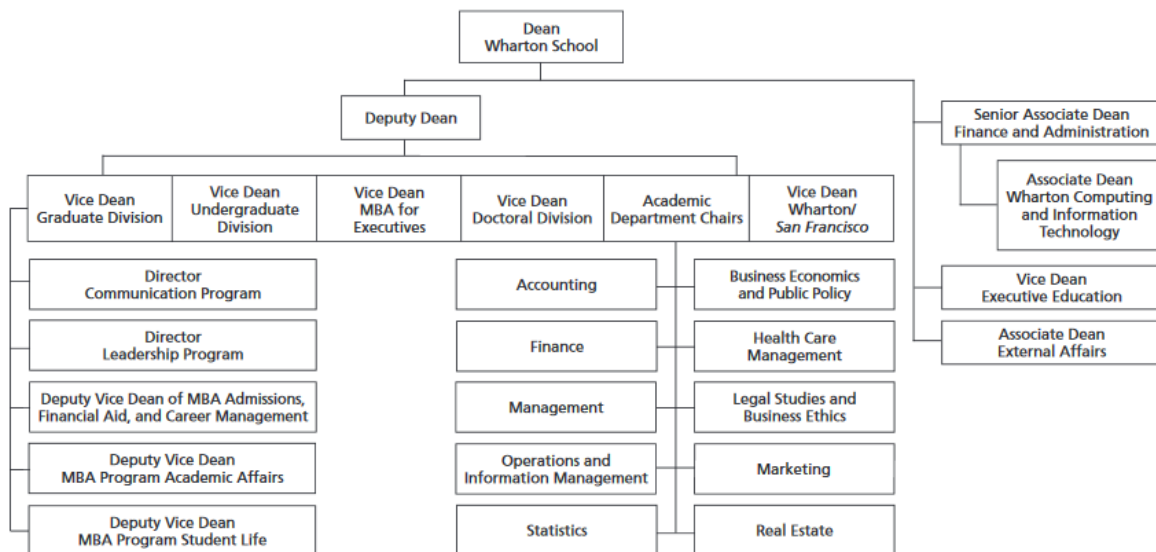 Dean
Wharton School
Deputy Dean
Senior Associate Dean
Finance and Administration
Associate Dean
Wharton Computing
and Information
Technology
Vice Dean
Executive Education
Associate Dean
External Affairs
Vice Dean
Graduate Division
Vice Dean
Undergraduate
Division
Vice Dean
MBA for
Executives
Vice Dean
Doctoral Division
Academic
Department Chairs
Vice Dean
Wharton/
San Francisco
Director
Communication Program
Director
Leadership Program
Deputy Vice Dean of MBA Admissions,
Financial Aid, and Career Management
Deputy Vice Dean
MBA Program Academic Affairs
Deputy Vice Dean
MBA Program Student Life
Accounting
Finance
Management
Operations and
Information Management
Statistics
Business Economics
and Public Policy
Health Care
Management
Legal Studies and
Business Ethics
Marketing
Real Estate